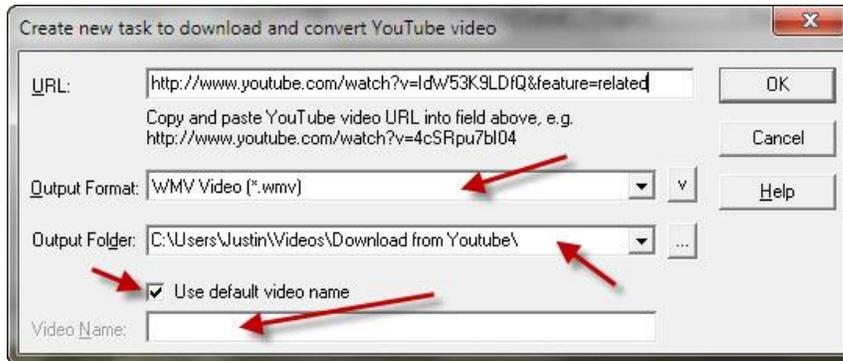 Create new task to download and convert YouTube video
URL: http://www.youtube.com/watch?v=ldW53K9LDfQ&feature=related OK
Copy and paste YouTube video URL into field above, e.g.
http://www.youtube.com/watch?v=4cSRpu7bI04 Cancel
Output Format: WMV Video (*.wmv) v Help
Output Folder: C:\Users\Justin\Videos\Download from Youtube\ ...
Use default video name
Video Name: